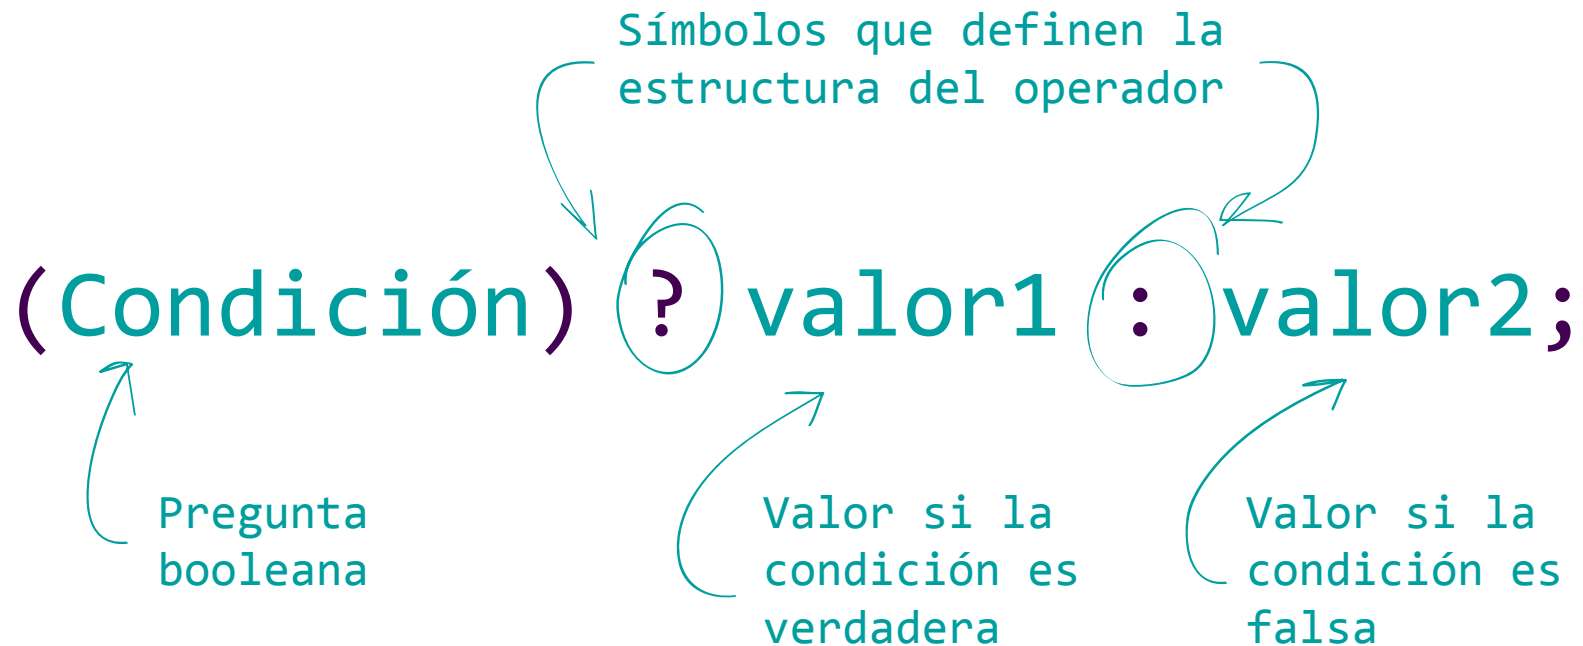 Símbolos que definen la
estructura del operador
(Condición) ? valor1 : valor2;
Pregunta
booleana
Valor si la
condición es
verdadera
Valor si la
condición es
falsa